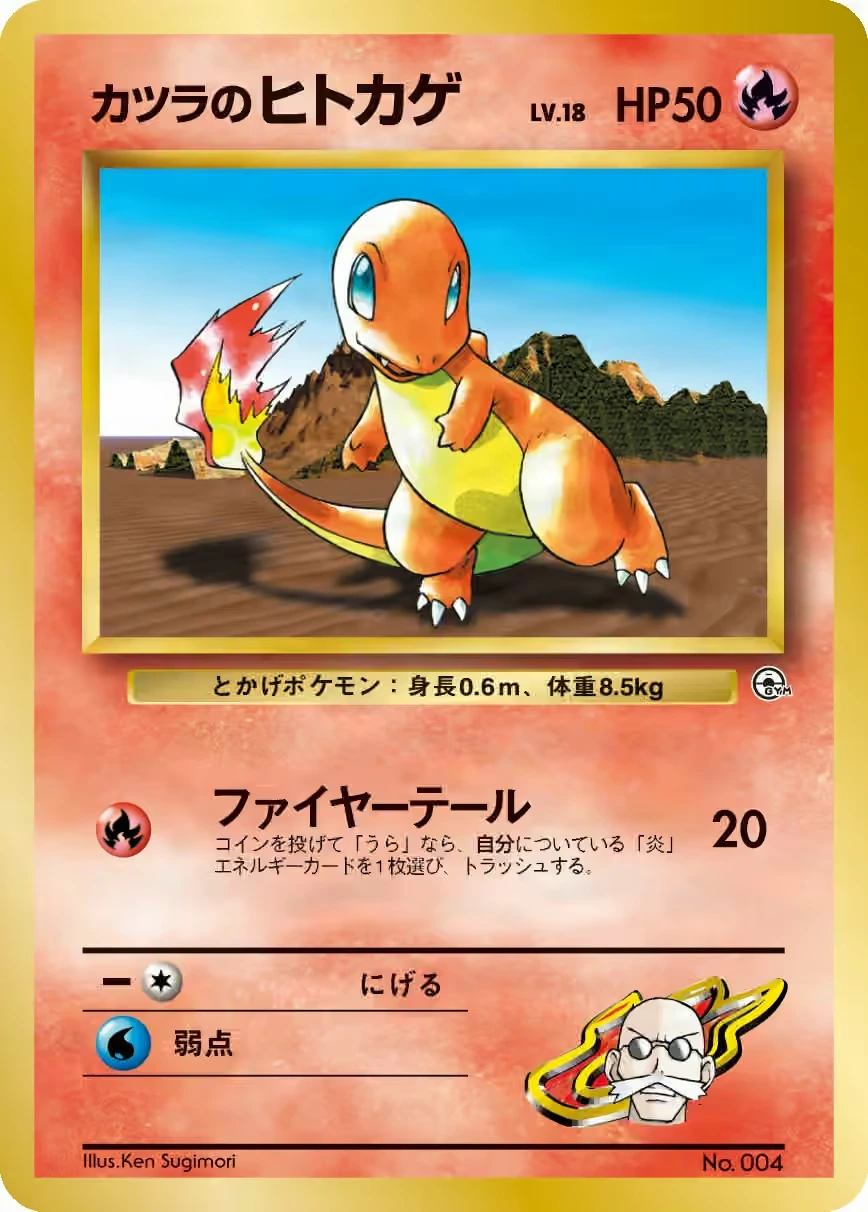 カツラのヒトカゲ LV.18 HP50
とかげポケモン：身長0.6m、体重8.5kg
GYM
ファイヤーテール 20
コインを投げて「うら」なら、自分についている「炎」
エネルギーカードを1枚選び、トラッシュする。
ー にげる
弱点
Illus.Ken Sugimori No. 004